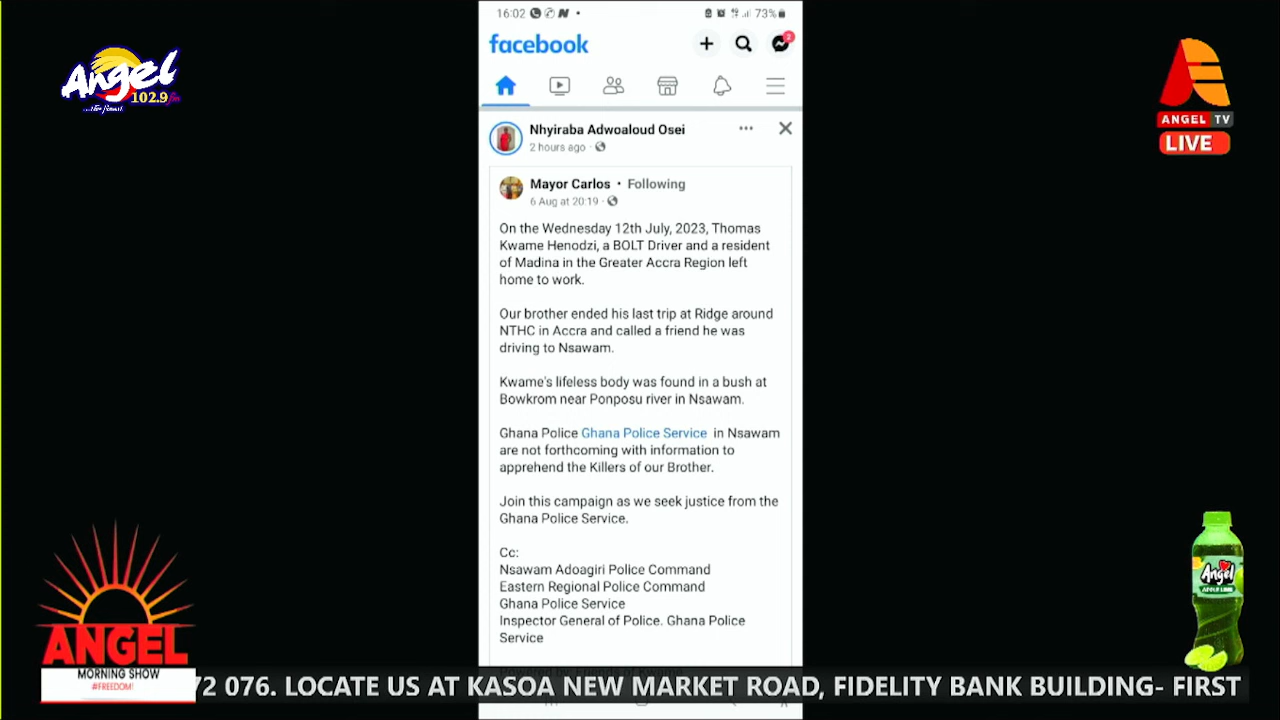 16:02
73%
facebook
2
Nhyiraba Adwoaloud Osei
2 hours ago
Mayor Carlos • Following
6 Aug at 20:19
On the Wednesday 12th July, 2023, Thomas
Kwame Henodzi, a BOLT Driver and a resident
of Madina in the Greater Accra Region left
home to work.
Our brother ended his last trip at Ridge around
NTHC in Accra and called a friend he was
driving to Nsawam.
Kwame's lifeless body was found in a bush at
Bowkrom near Ponposu river in Nsawam.
Ghana Police Ghana Police Service in Nsawam
are not forthcoming with information to
apprehend the Killers of our Brother.
Join this campaign as we seek justice from the
Ghana Police Service.
Cc:
Nsawam Adoagiri Police Command
Eastern Regional Police Command
Ghana Police Service
Inspector General of Police. Ghana Police
Service
Angel
102.9 fm
ANGEL TV
LIVE
ANGEL
MORNING SHOW
#FREEDOM!
Angel
72 076. LOCATE US AT KASOA NEW MARKET ROAD, FIDELITY BANK BUILDING- FIRST